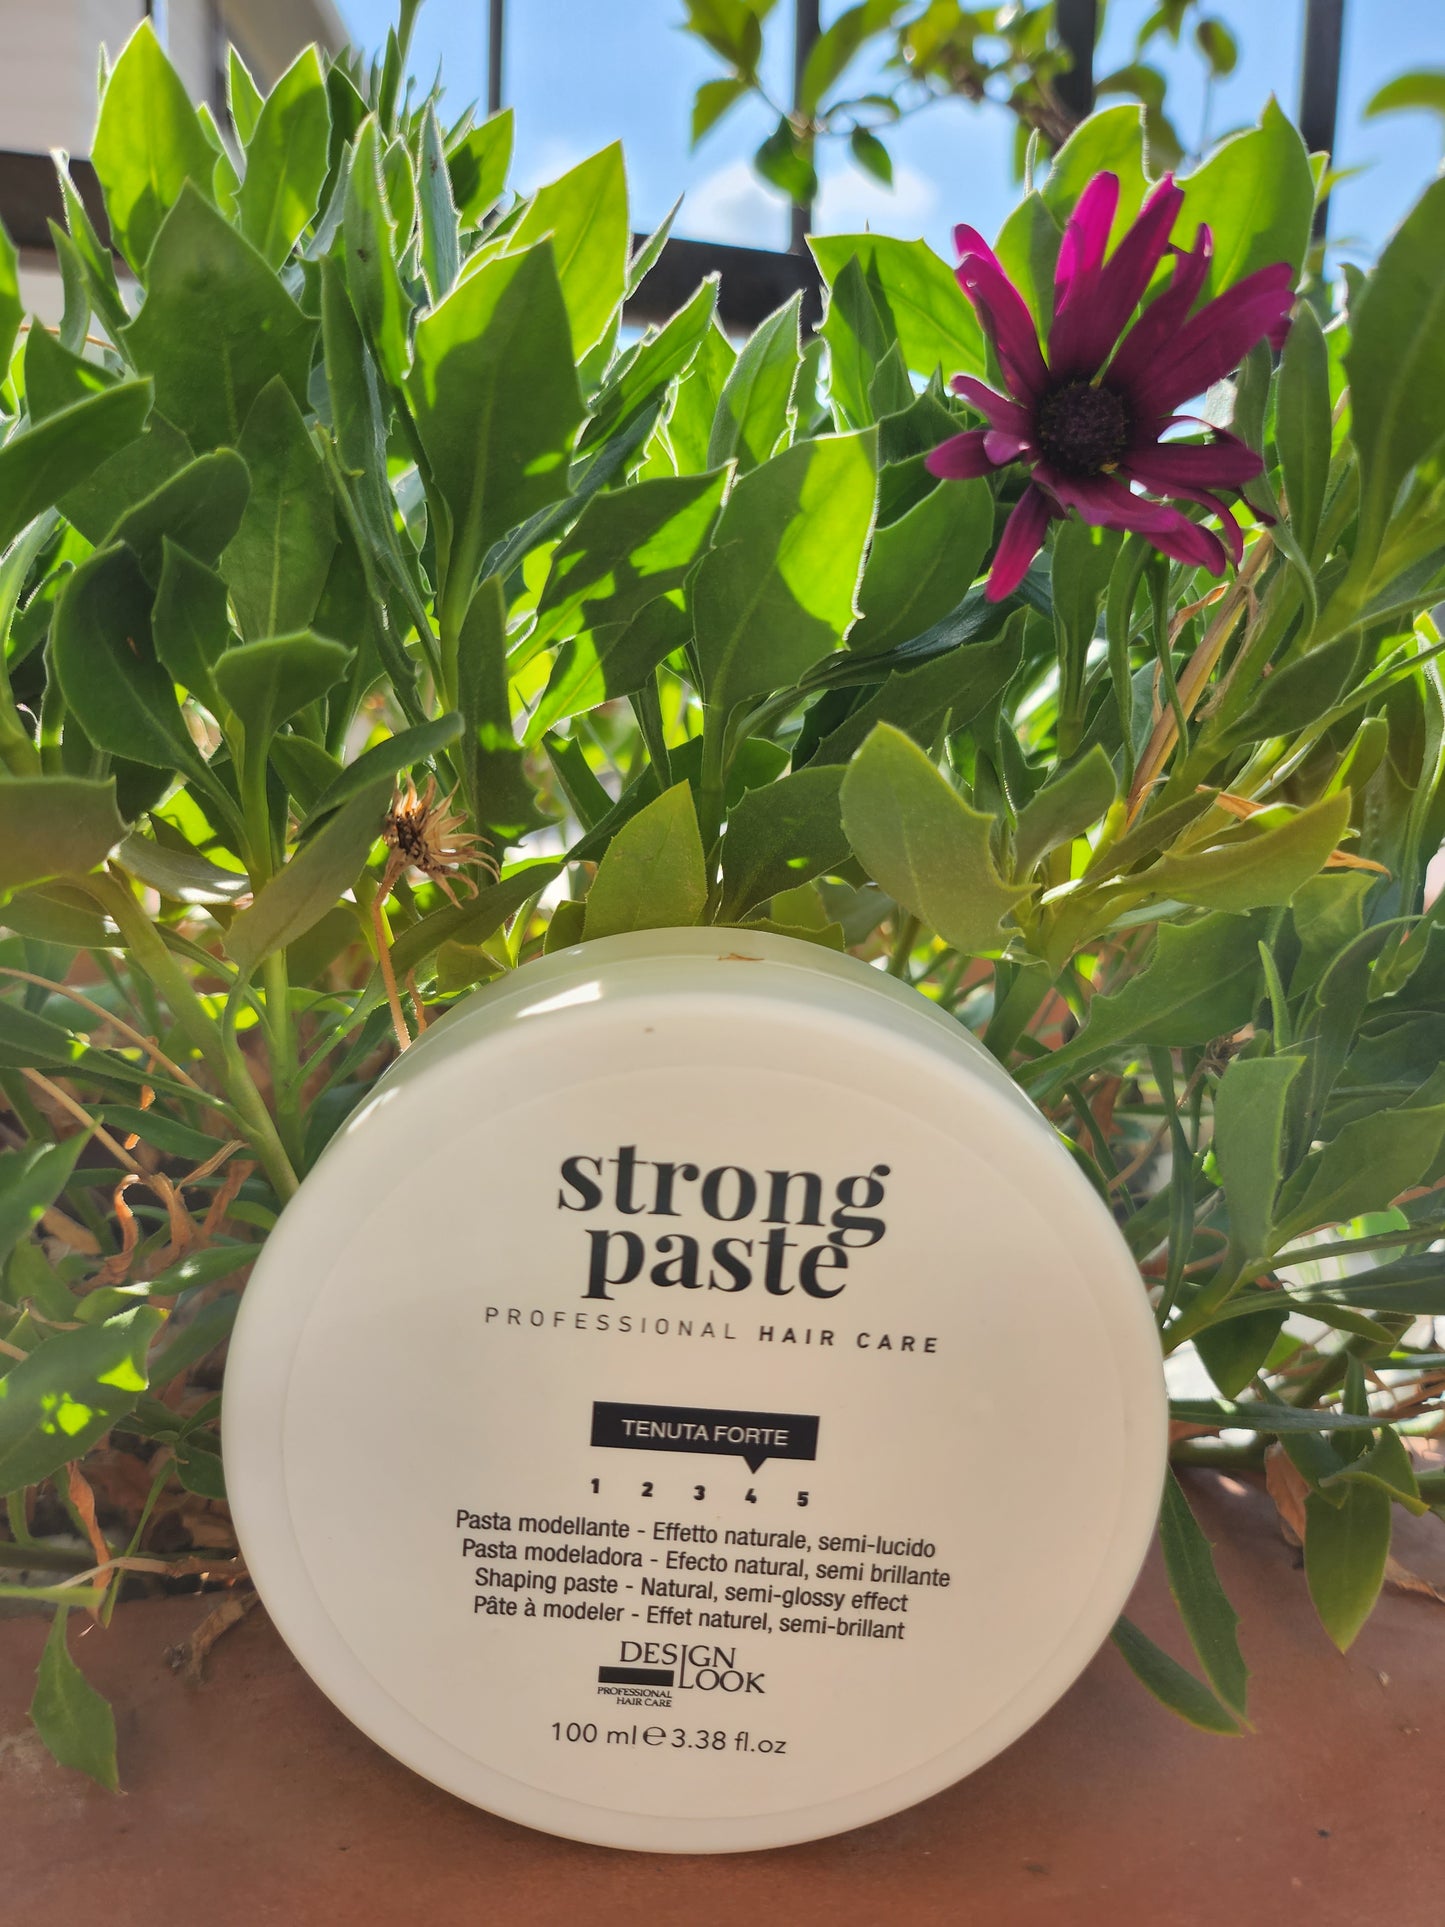 strong
paste
PROFESSIONAL HAIR CARE
TENUTA FORTE
1 2 3 4 5
Pasta modellante - Effetto naturale, semi-lucido
Pasta modeladora - Efecto natural, semi brillante
Shaping paste - Natural, semi-glossy effect
Pâte à modeler - Effet naturel, semi-brillant
DESIGN
LOOK
PROFESSIONAL
HAIR CARE
100 ml ℮ 3.38 fl.oz